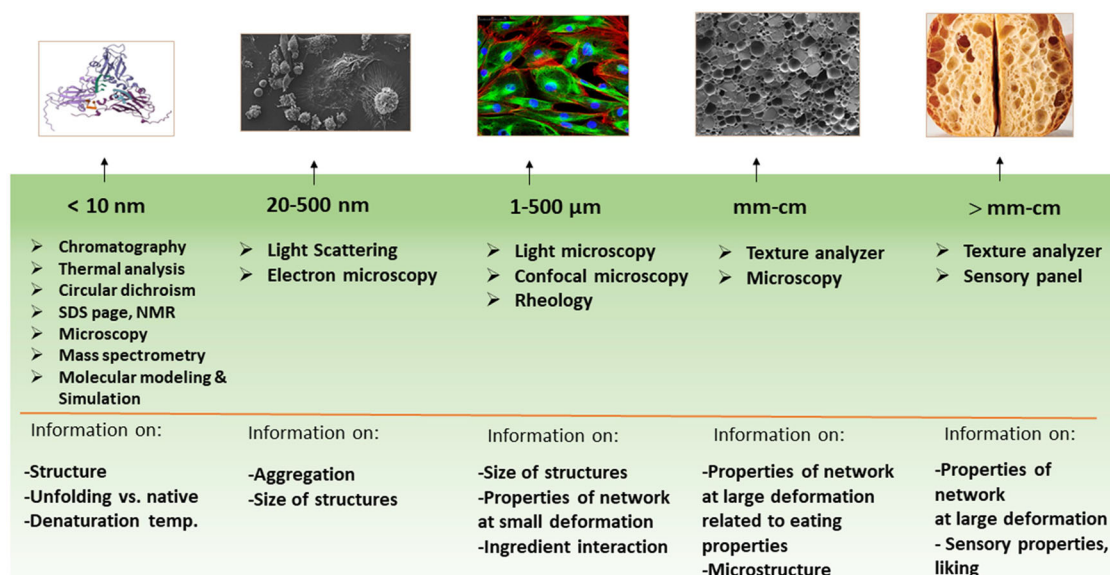 < 10 nm
Chromatography
Thermal analysis
Circular dichroism
SDS page, NMR
Microscopy
Mass spectrometry
Molecular modeling &
Simulation
Information on:
-Structure
-Unfolding vs. native
-Denaturation temp.
20-500 nm
Light Scattering
Electron microscopy
Information on:
-Aggregation
-Size of structures
1-500 µm
Light microscopy
Confocal microscopy
Rheology
Information on:
-Size of structures
-Properties of network
at small deformation
-Ingredient interaction
mm-cm
Texture analyzer
Microscopy
Information on:
-Properties of network
at large deformation
related to eating
properties
-Microstructure
> mm-cm
Texture analyzer
Sensory panel
Information on:
-Properties of
network
at large deformation
- Sensory properties,
liking